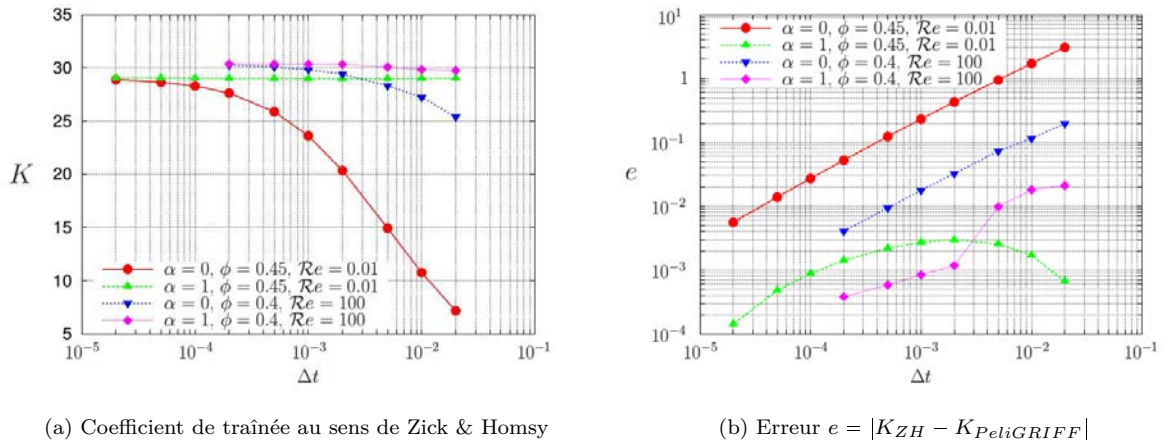 35
30
25
20
15
10
5
K
α = 0, ϕ = 0.45, Re = 0.01
α = 1, ϕ = 0.45, Re = 0.01
α = 0, ϕ = 0.4, Re = 100
α = 1, ϕ = 0.4, Re = 100
10⁻⁵ 10⁻⁴ 10⁻³ 10⁻² 10⁻¹
Δt
(a) Coefficient de traînée au sens de Zick & Homsy
10e1
1
10⁻¹
10⁻²
10⁻³
10⁻⁴
e
α = 0, ϕ = 0.45, Re = 0.01
α = 1, ϕ = 0.45, Re = 0.01
α = 0, ϕ = 0.4, Re = 100
α = 1, ϕ = 0.4, Re = 100
10⁻⁵ 10⁻⁴ 10⁻³ 10⁻² 10⁻¹
Δt
(b) Erreur e = |K_ZH − K_PeliGRIFF|